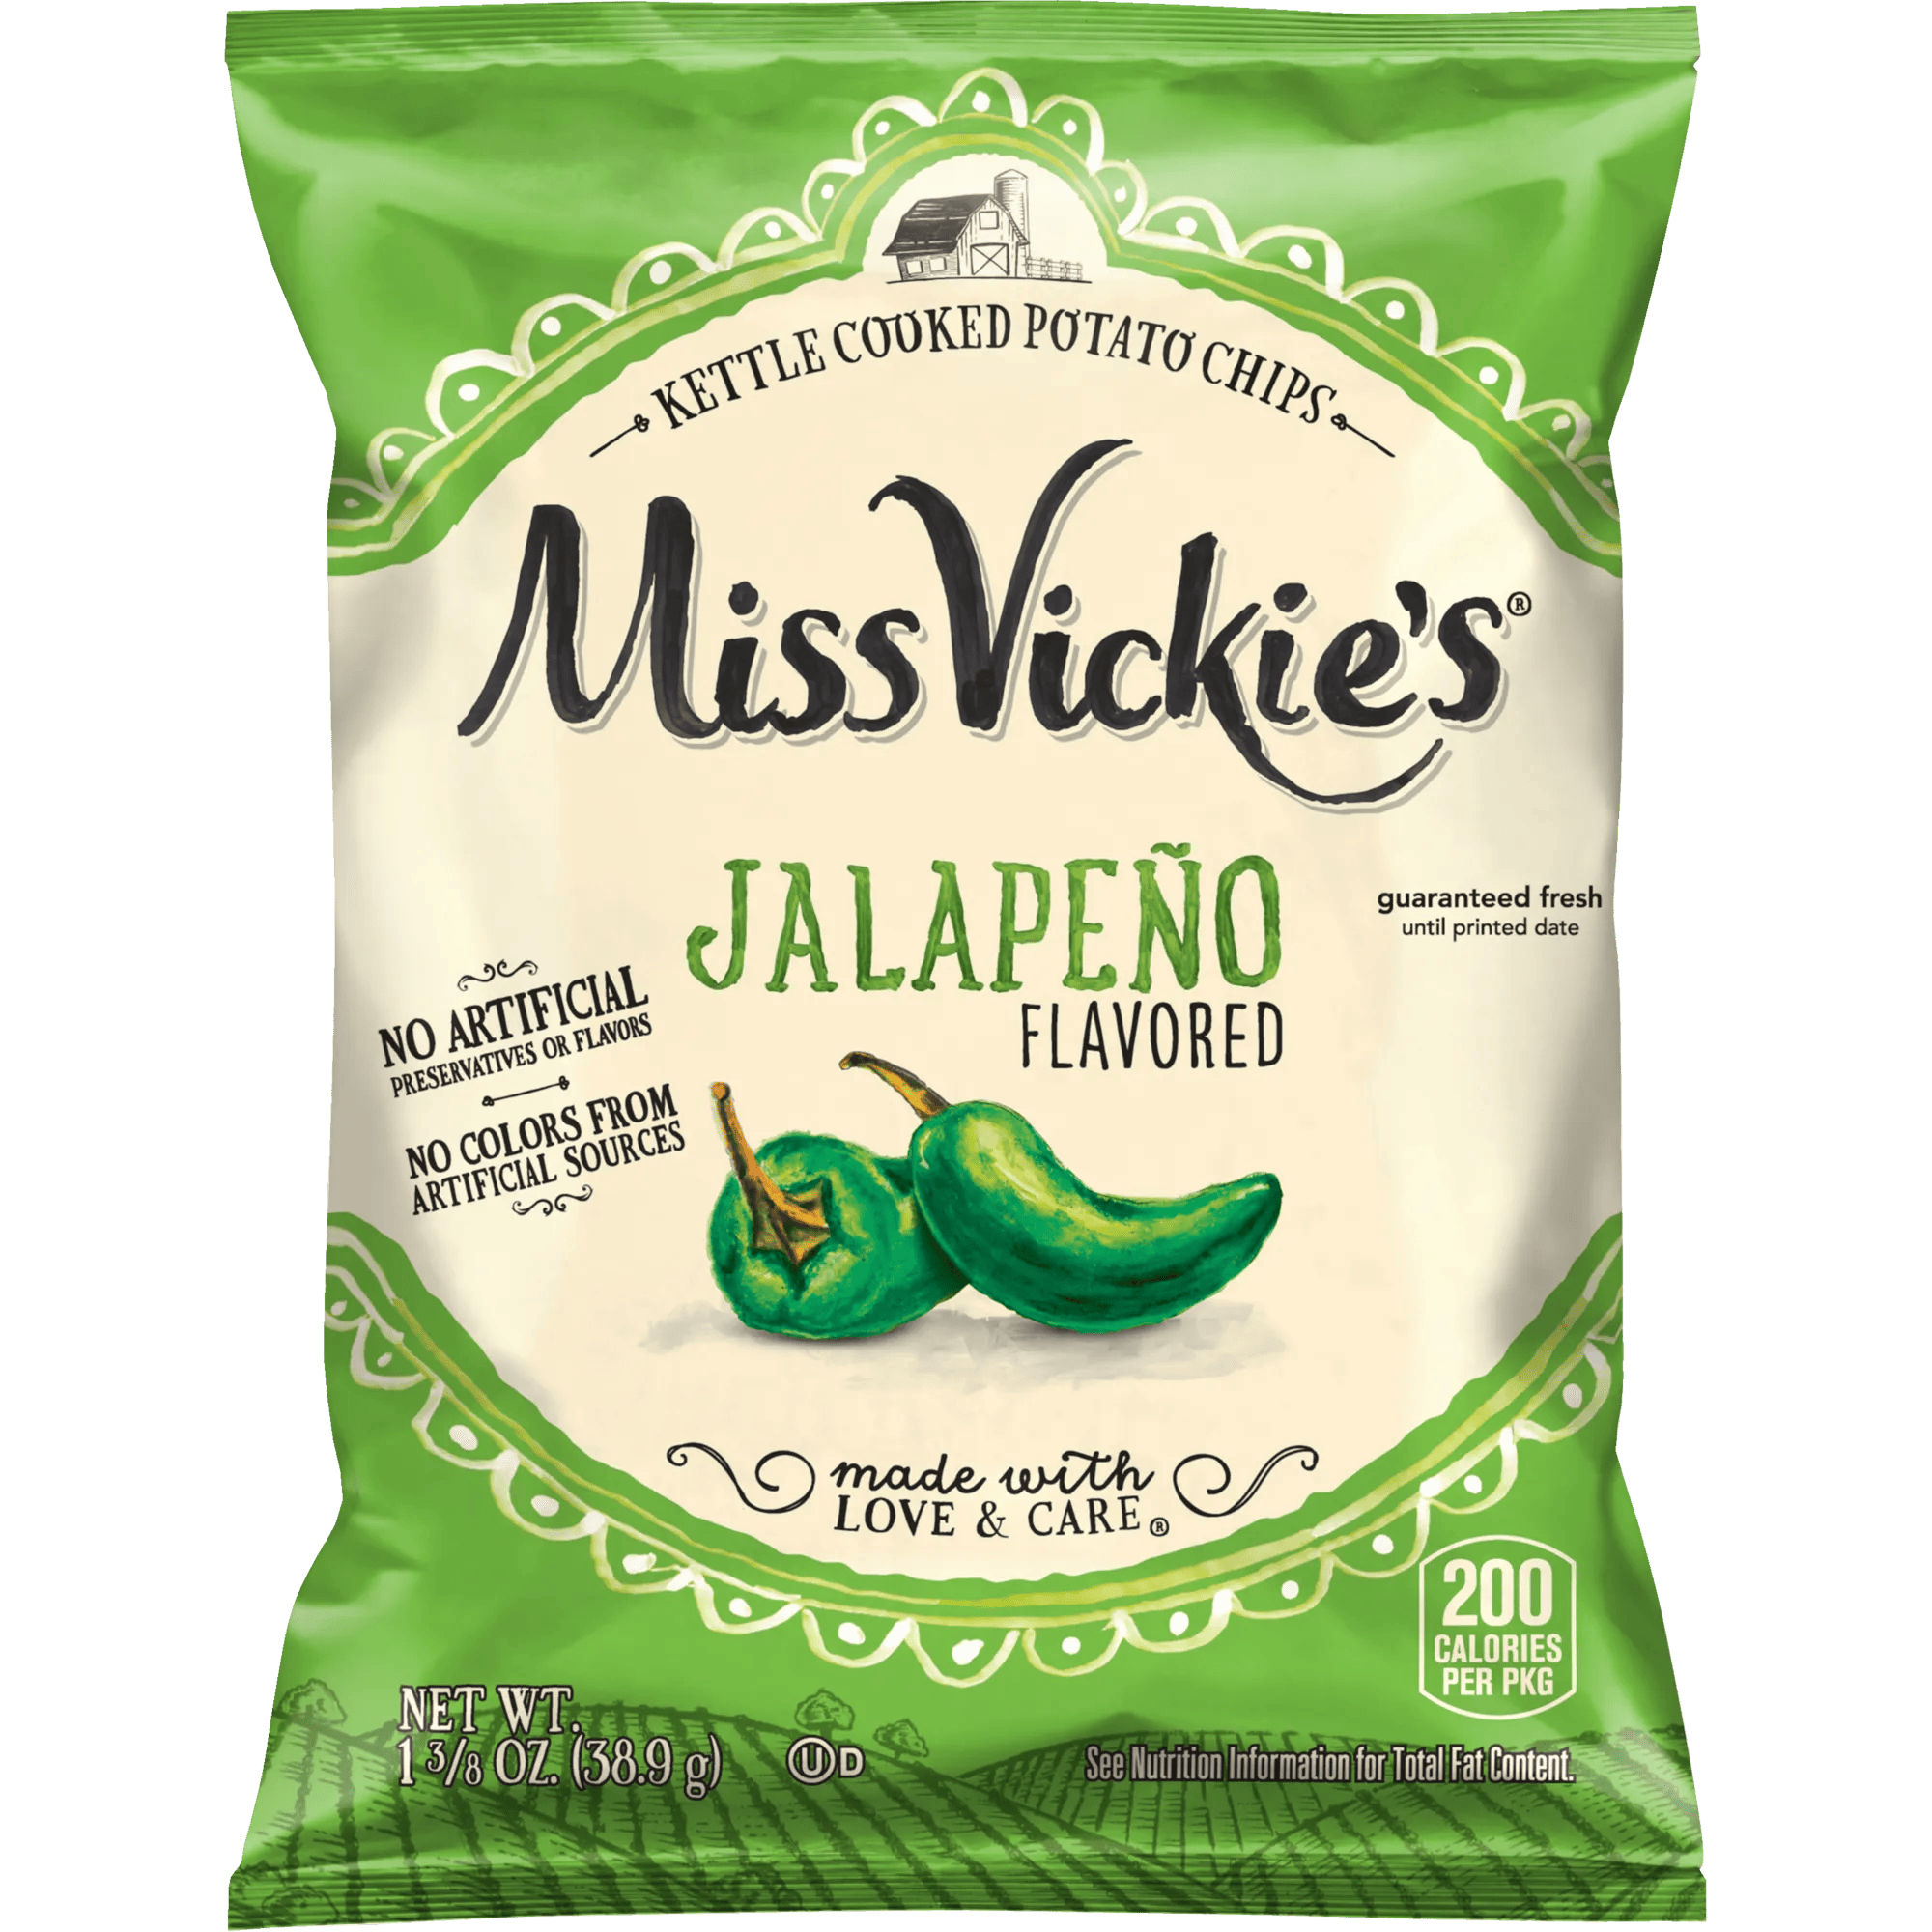 KETTLE COOKED POTATO CHIPS
Miss Vickie's®
JALAPEÑO
FLAVORED
guaranteed fresh
until printed date
NO ARTIFICIAL
PRESERVATIVES OR FLAVORS
NO COLORS FROM
ARTIFICIAL SOURCES
made with
LOVE & CARE®
200
CALORIES
PER PKG
NET WT.
1 3/8 OZ. (38.9 g)
U D
See Nutrition Information for Total Fat Content.